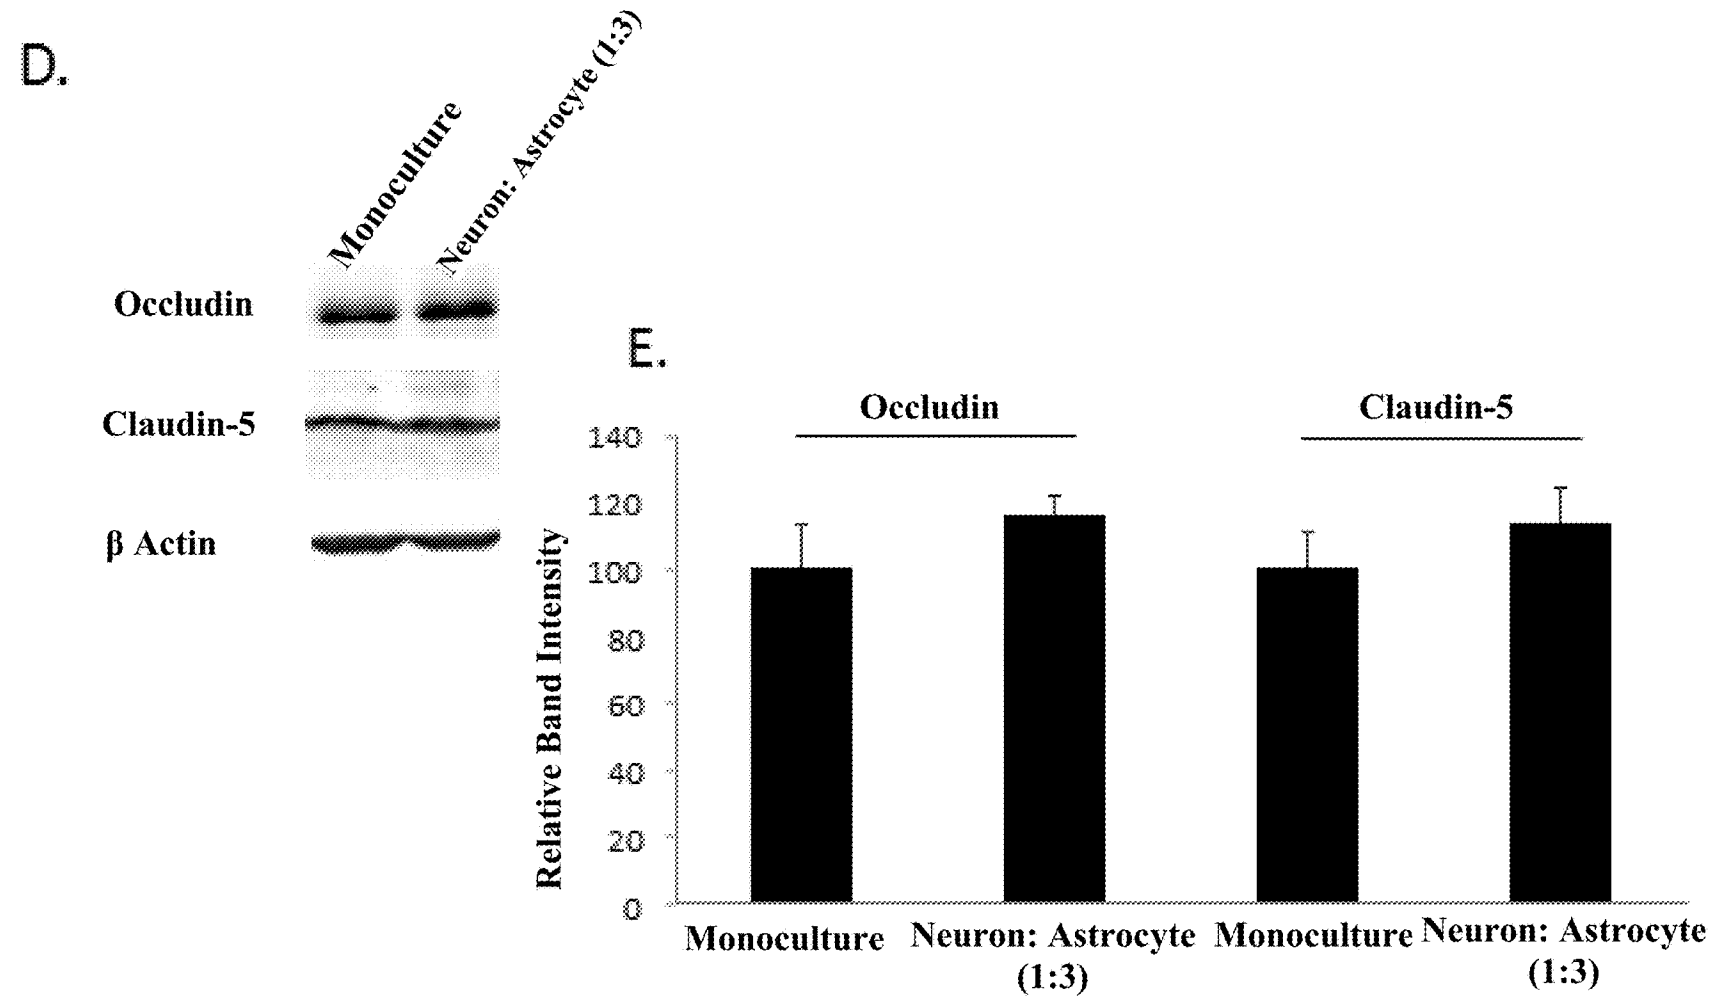 D.
Monoculture
Neuron: Astrocyte (1:3)
Occludin
Claudin-5
β Actin
E.
Occludin
Claudin-5
Relative Band Intensity
140
120
100
80
60
40
20
0
Monoculture
Neuron: Astrocyte
(1:3)
Monoculture
Neuron: Astrocyte
(1:3)